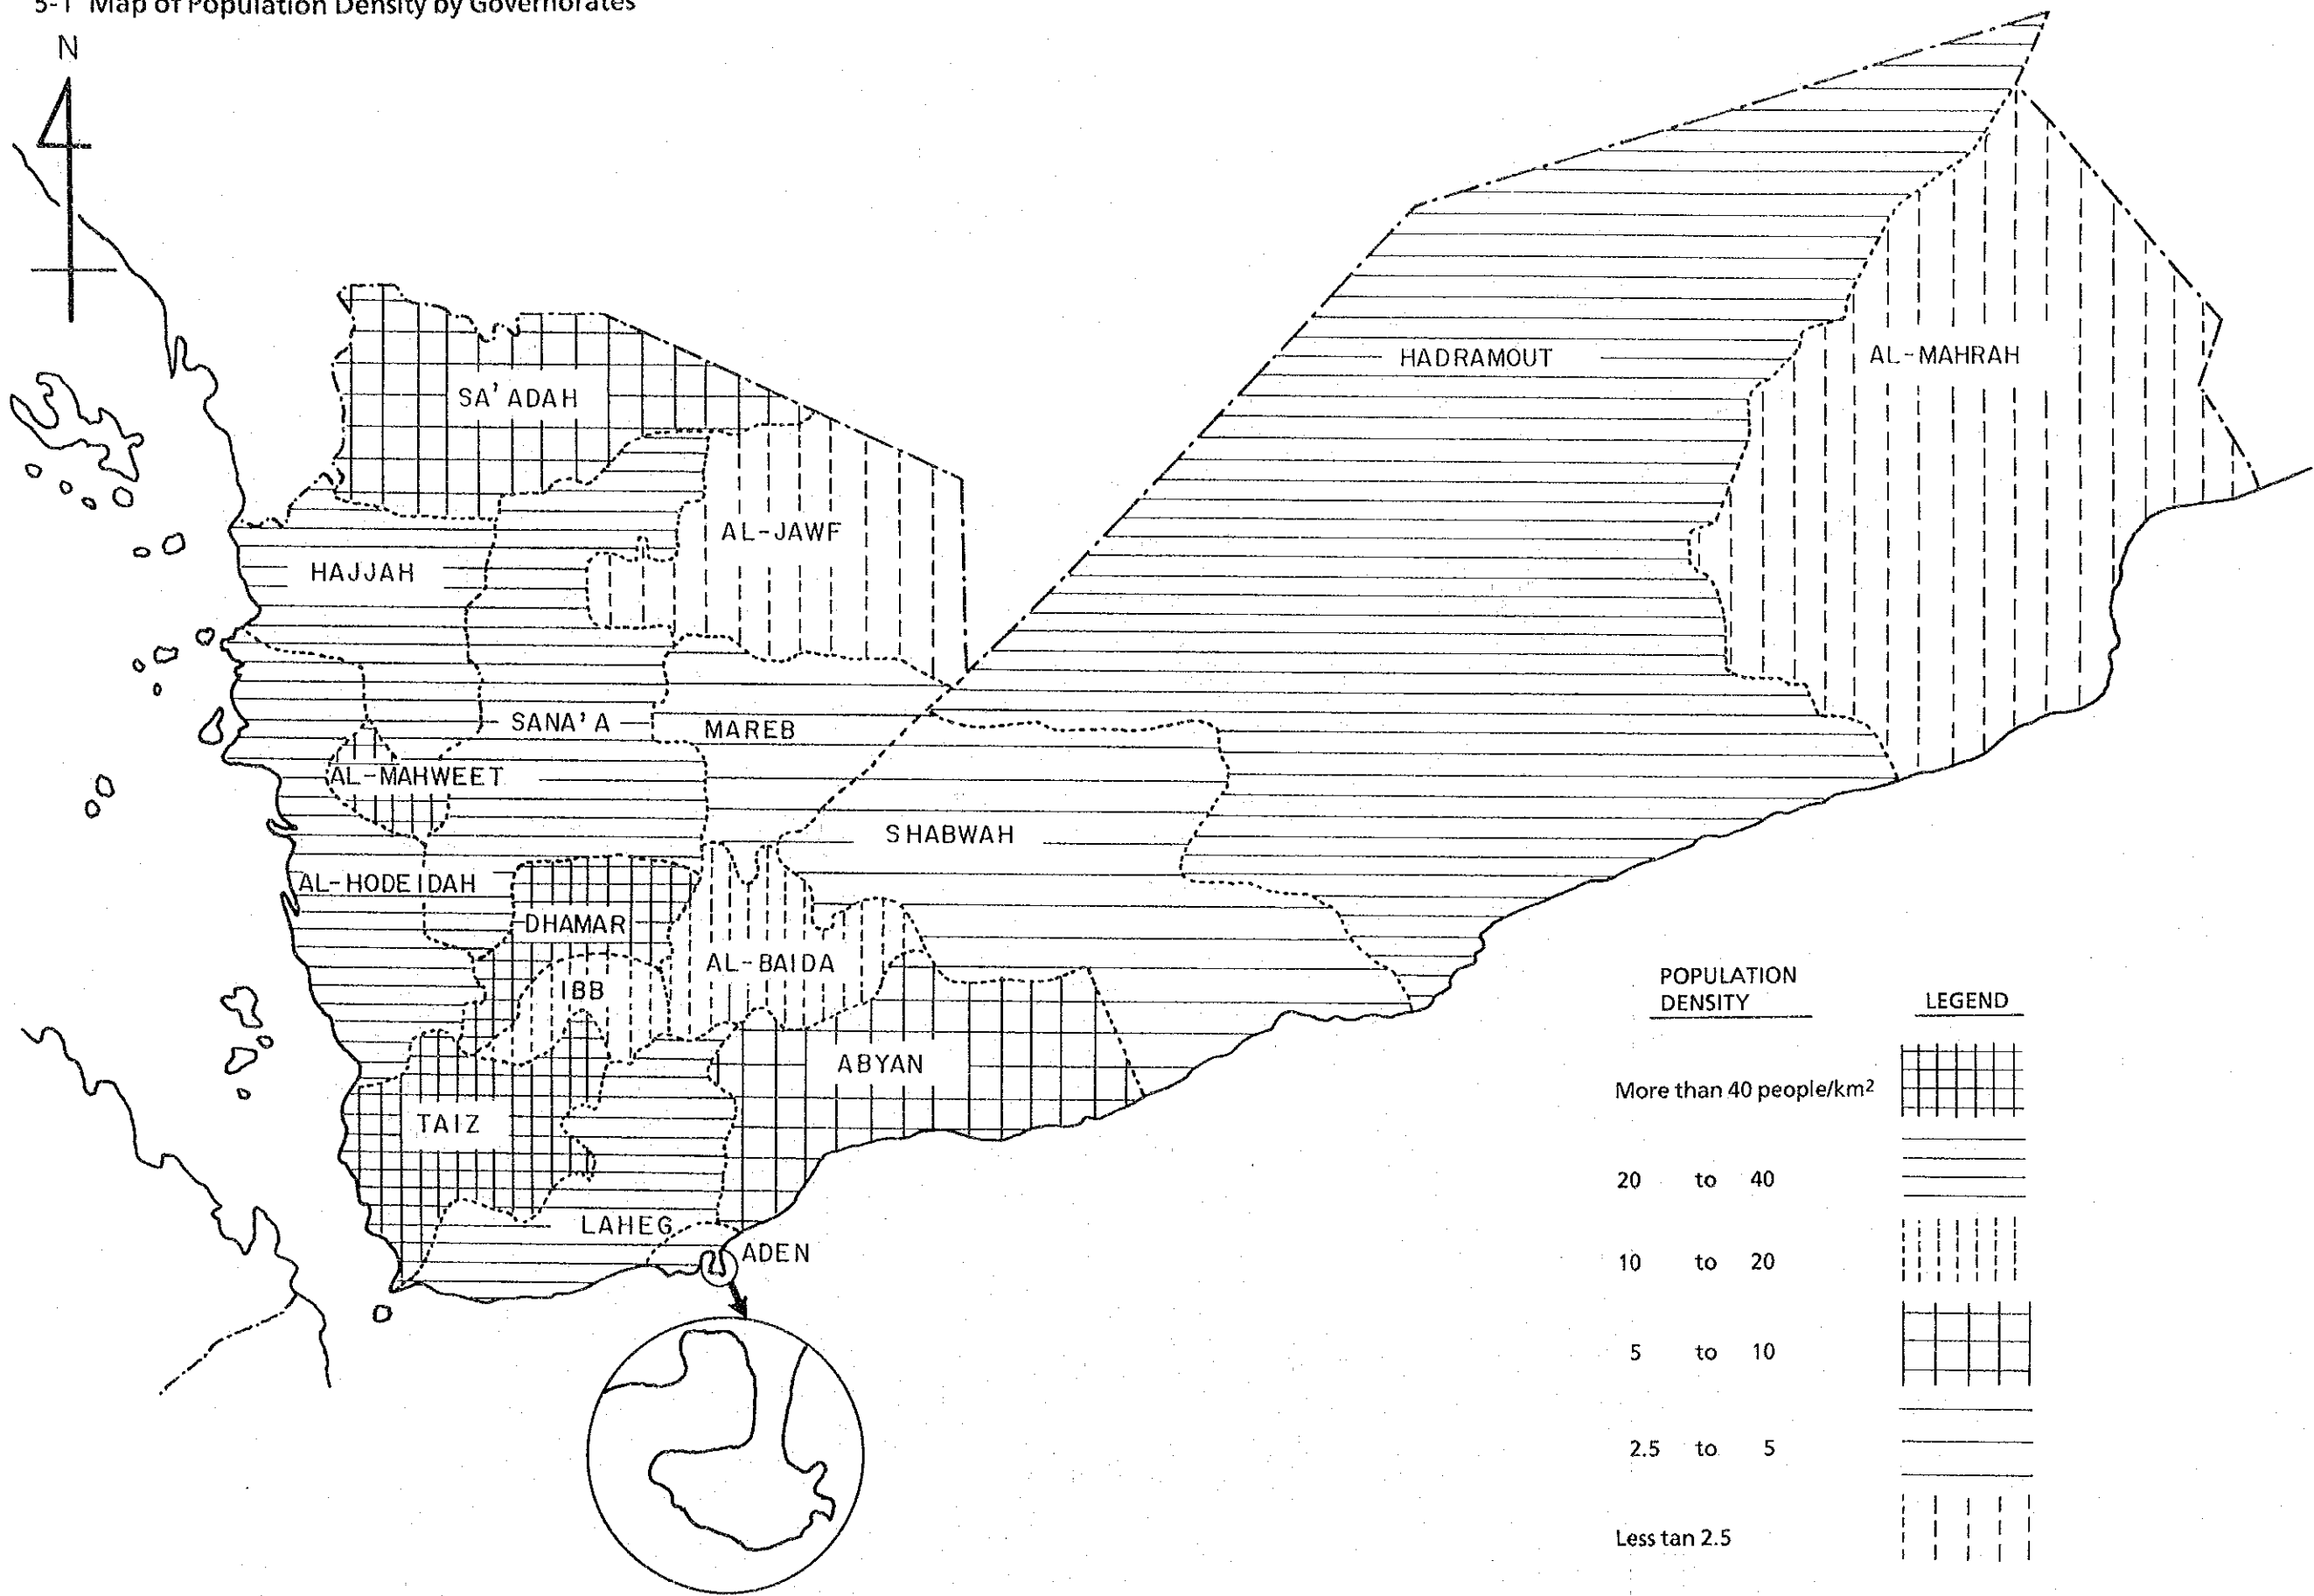 5-1 Map of Population Density by Governorates
N
HADRAMOUT
AL-MAHRAH
SA'ADAH
AL-JAWF
HAJJAH
SANA'A
MAREB
AL-MAHWEET
SHABWAH
AL-HODEIDAH
DHAMAR
AL-BAIDA
IBB
ABYAN
TAIZ
LAHEG
ADEN
POPULATION
DENSITY
LEGEND
More than 40 people/km²
20 to 40
10 to 20
5 to 10
2.5 to 5
Less tan 2.5